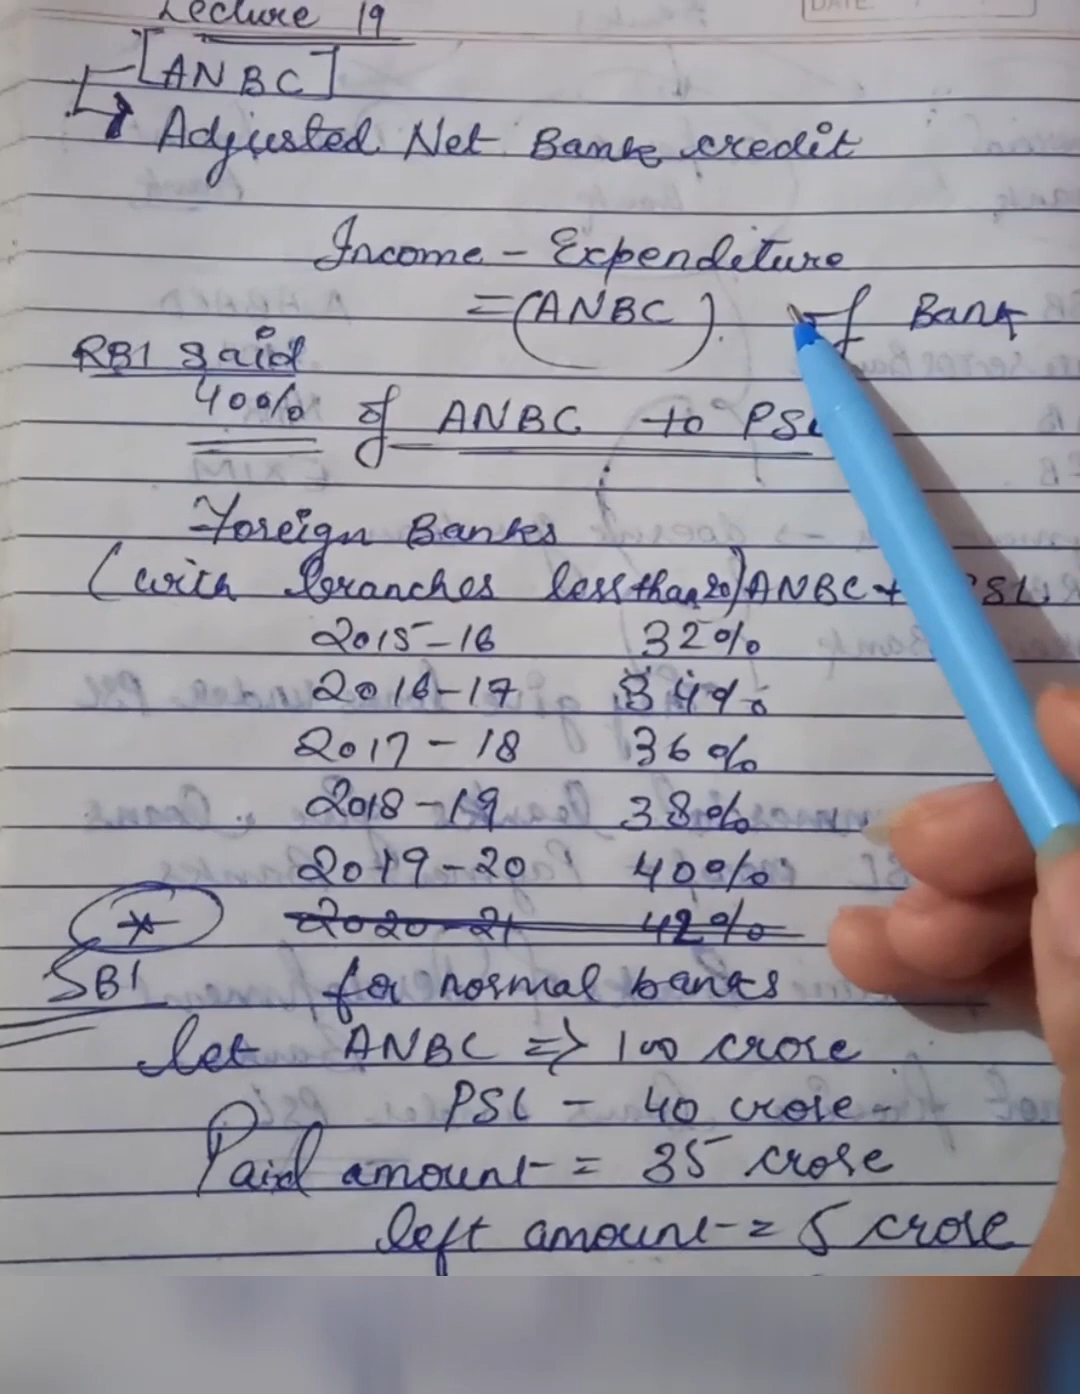 Lecture 19
[ANBC]
Adjusted Net Bank credit
Income - Expenditure
= (ANBC). of Bank
RBI said
40% of ANBC to PSL
Foreign Banks
(with branches less than 20) ANBC PSL.
2015-16 32%
2016-17 34%
2017-18 36%
2018-19 38%
2019-20 40%
* 2020-21 42%
SBI for normal banks
let ANBC => 100 crore
PSL - 40 crore
Paid amount = 35 crore
left amount = 5 crore